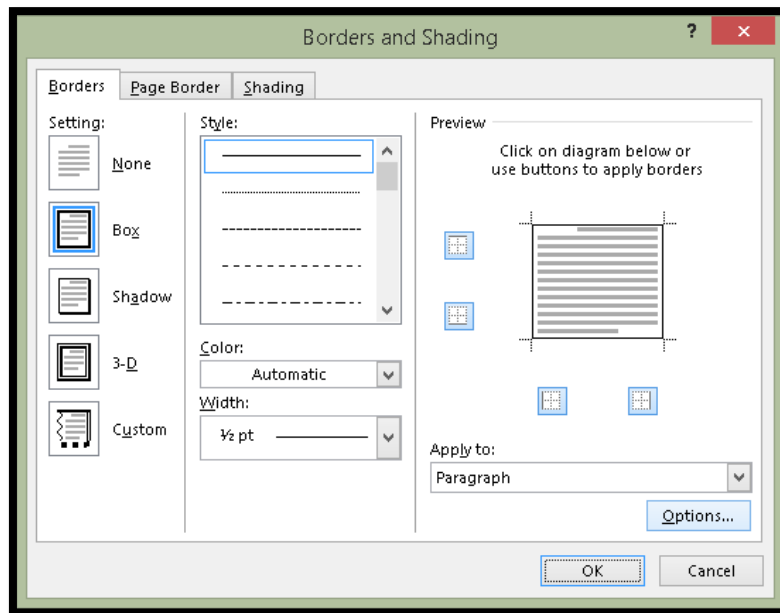 Borders and Shading
?
Borders
Page Border
Shading
Setting:
None
Box
Shadow
3-D
Custom
Style:
Color:
Automatic
Width:
½ pt
Preview
Click on diagram below or
use buttons to apply borders
Apply to:
Paragraph
Options...
OK
Cancel